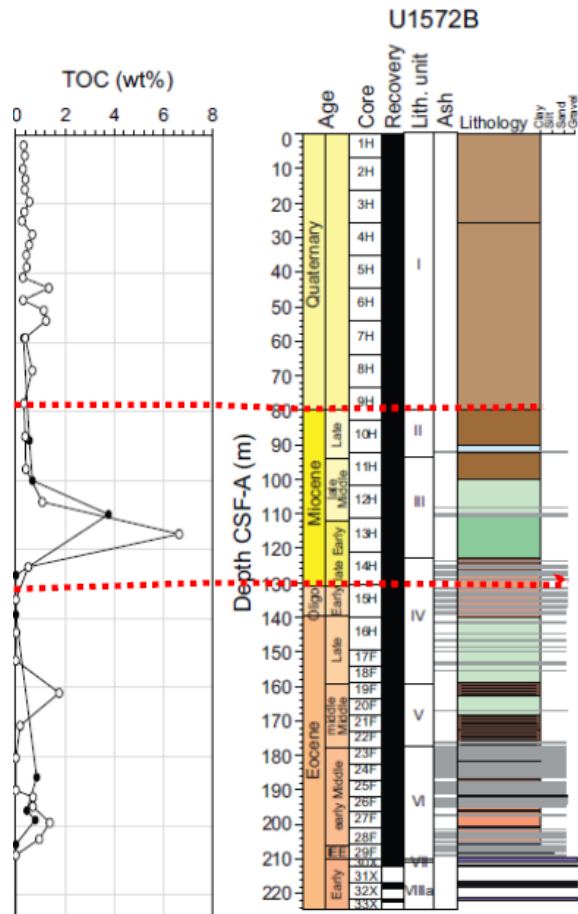 U1572B
TOC (wt%)
0 2 4 6 8
Age
Core
Recovery
Lith. unit
Ash
Lithology
Clay
Silt
Sand
Gravel
Depth CSF-A (m)
0
10
20
30
40
50
60
70
80
90
100
110
120
130
140
150
160
170
180
190
200
210
220
Quaternary
Miocene
Oligo
Eocene
Late
late Middle
Early
Late
Early
Late
middle Middle
early Middle
EE
Early
1H
2H
3H
4H
5H
6H
7H
8H
9H
10H
11H
12H
13H
14H
15H
16H
17F
18F
19F
20F
21F
22F
23F
24F
25F
26F
27F
28F
29F
30X
31X
32X
33X
I
II
III
IV
V
VI
VII
VIIIa